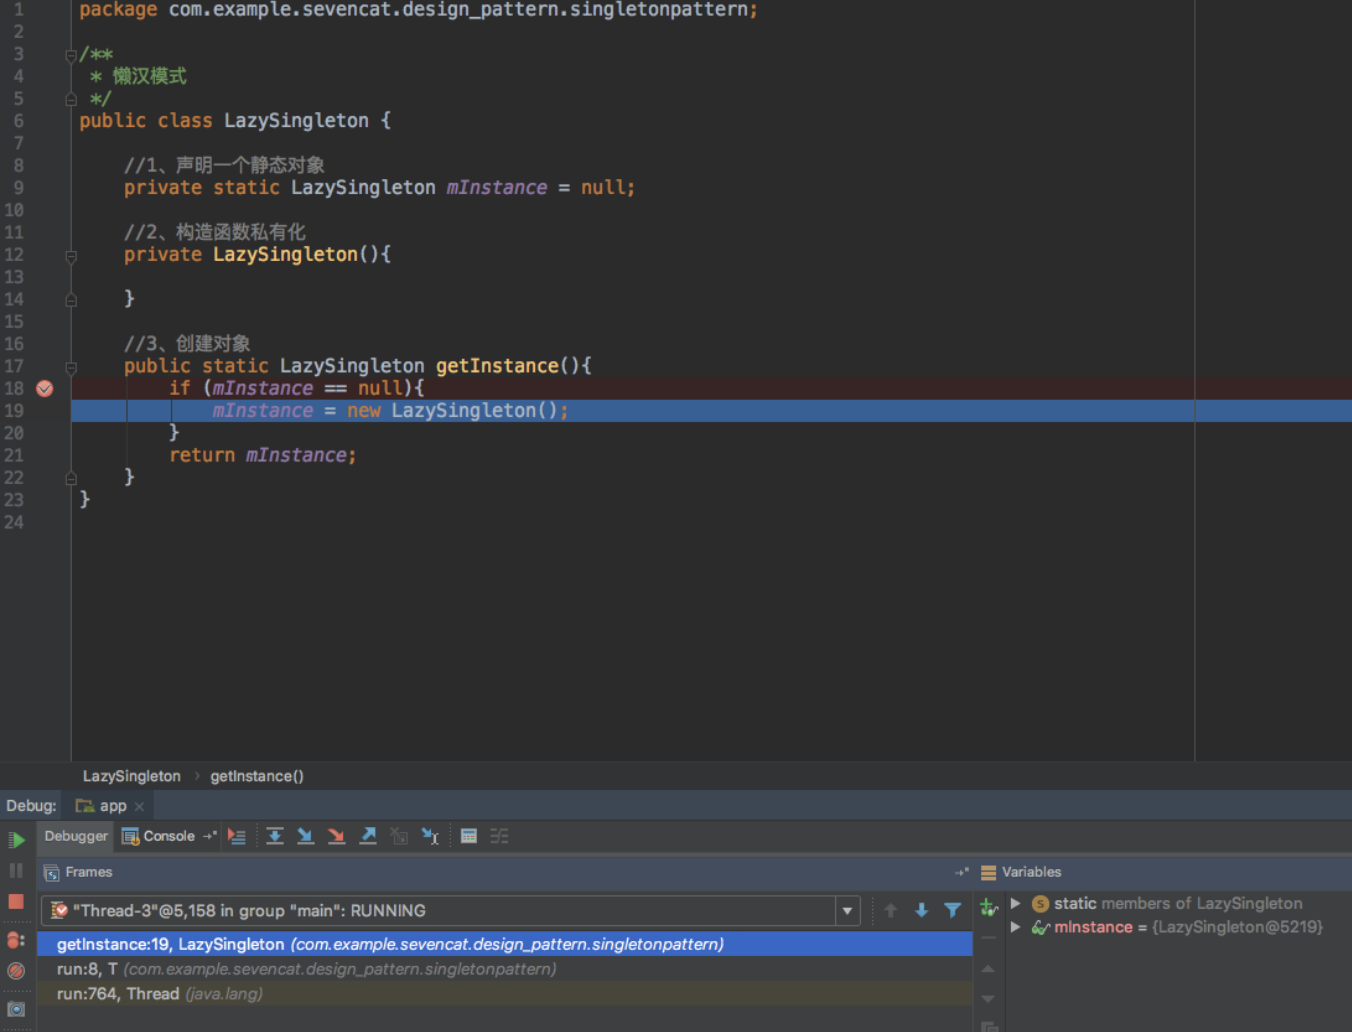 1 package com.example.sevencat.design_pattern.singletonpattern;
2
3 /**
4 * 懒汉模式
5 */
6 public class LazySingleton {
7
8 //1、声明一个静态对象
9 private static LazySingleton mInstance = null;
10
11 //2、构造函数私有化
12 private LazySingleton(){
13
14 }
15
16 //3、创建对象
17 public static LazySingleton getInstance(){
18 if (mInstance == null){
19 mInstance = new LazySingleton();
20 }
21 return mInstance;
22 }
23 }
24
LazySingleton › getInstance()
Debug: app ×
Debugger Console
Frames Variables
"Thread-3"@5,158 in group "main": RUNNING
static members of LazySingleton
mInstance = {LazySingleton@5219}
getInstance:19, LazySingleton (com.example.sevencat.design_pattern.singletonpattern)
run:8, T (com.example.sevencat.design_pattern.singletonpattern)
run:764, Thread (java.lang)